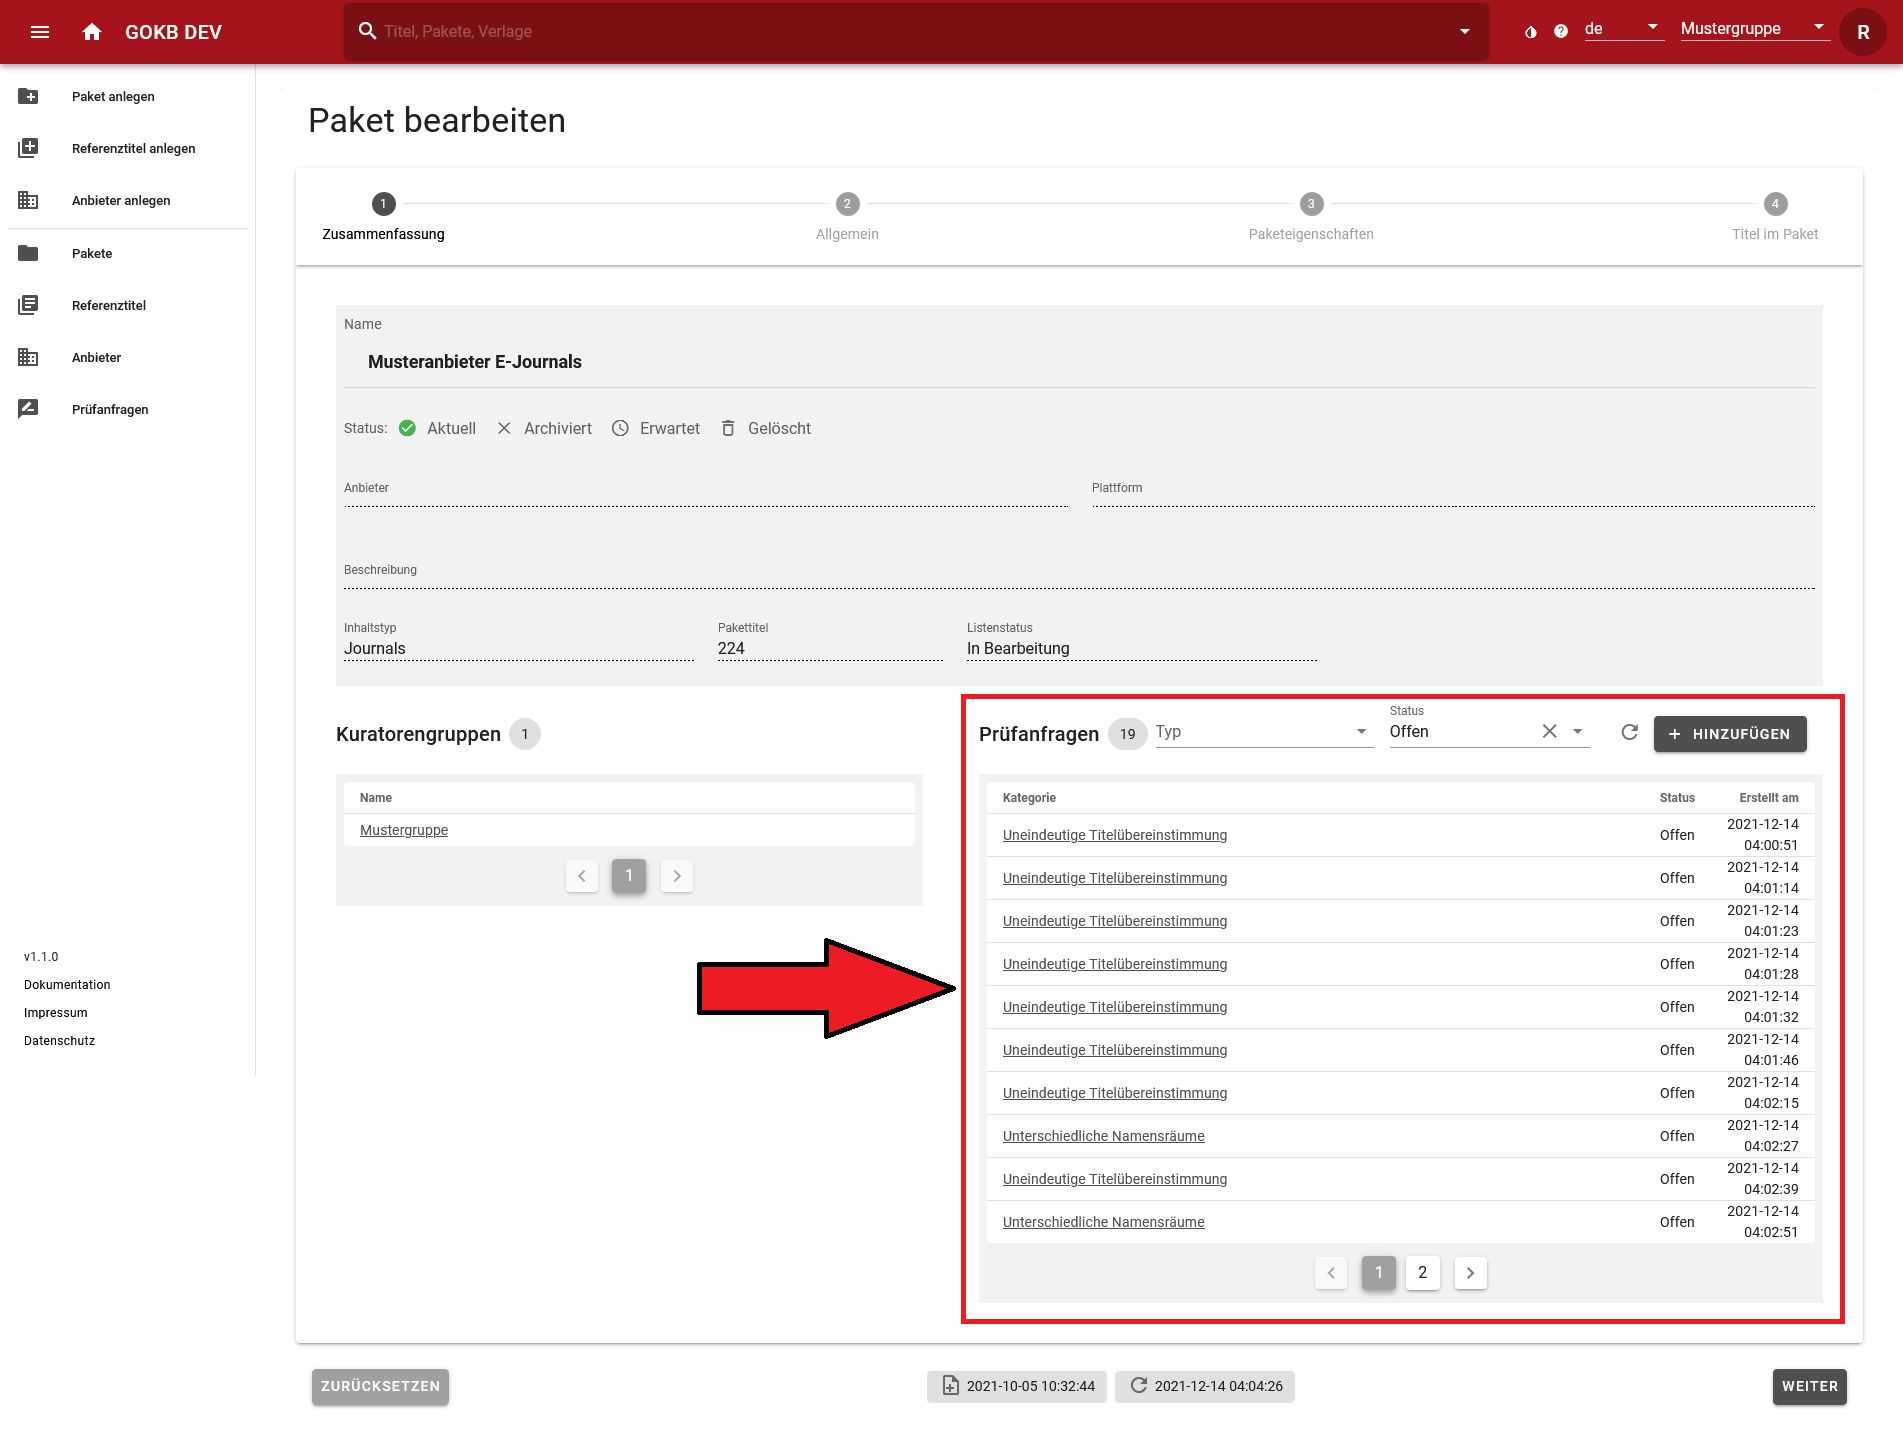 GOKB DEV
Titel, Pakete, Verlage
de
Mustergruppe
R
Paket anlegen
Referenztitel anlegen
Anbieter anlegen
Pakete
Referenztitel
Anbieter
Prüfanfragen
v1.1.0
Dokumentation
Impressum
Datenschutz
Paket bearbeiten
1 2 3 4
Zusammenfassung Allgemein Paketeigenschaften Titel im Paket
Name
Musteranbieter E-Journals
Status: Aktuell Archiviert Erwartet Gelöscht
Anbieter Plattform
Beschreibung
Inhaltstyp Pakettitel Listenstatus
Journals 224 In Bearbeitung
Kuratorengruppen 1
Name
Mustergruppe
1
Prüfanfragen 19 Typ Status Offen + HINZUFÜGEN
Kategorie Status Erstellt am
Uneindeutige Titelübereinstimmung Offen 2021-12-14 04:00:51
Uneindeutige Titelübereinstimmung Offen 2021-12-14 04:01:14
Uneindeutige Titelübereinstimmung Offen 2021-12-14 04:01:23
Uneindeutige Titelübereinstimmung Offen 2021-12-14 04:01:28
Uneindeutige Titelübereinstimmung Offen 2021-12-14 04:01:32
Uneindeutige Titelübereinstimmung Offen 2021-12-14 04:01:46
Uneindeutige Titelübereinstimmung Offen 2021-12-14 04:02:15
Unterschiedliche Namensräume Offen 2021-12-14 04:02:27
Uneindeutige Titelübereinstimmung Offen 2021-12-14 04:02:39
Unterschiedliche Namensräume Offen 2021-12-14 04:02:51
1 2
ZURÜCKSETZEN 2021-10-05 10:32:44 2021-12-14 04:04:26 WEITER